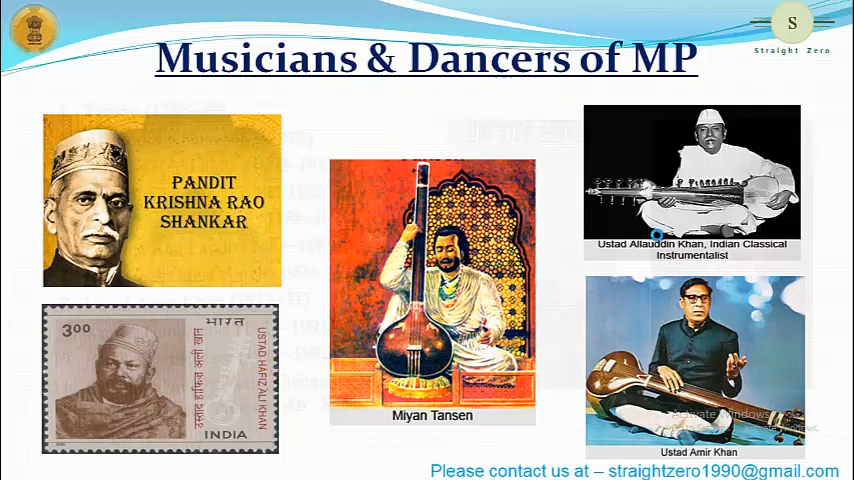 S
Straight Zero
Musicians & Dancers of MP
PANDIT
KRISHNA RAO
SHANKAR
Ustad Allauddin Khan, Indian Classical
Instrumentalist
3.00
भारत
उस्ताद हाफ़िज अली खान
USTAD HAFIZ ALI KHAN
INDIA
Miyan Tansen
Ustad Amir Khan
Activate Windows
Please contact us at – straightzero1990@gmail.com